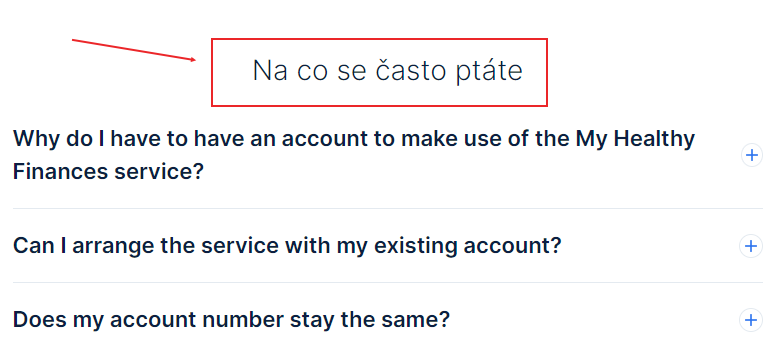 Na co se často ptáte
Why do I have to have an account to make use of the My Healthy
Finances service?
Can I arrange the service with my existing account?
Does my account number stay the same?